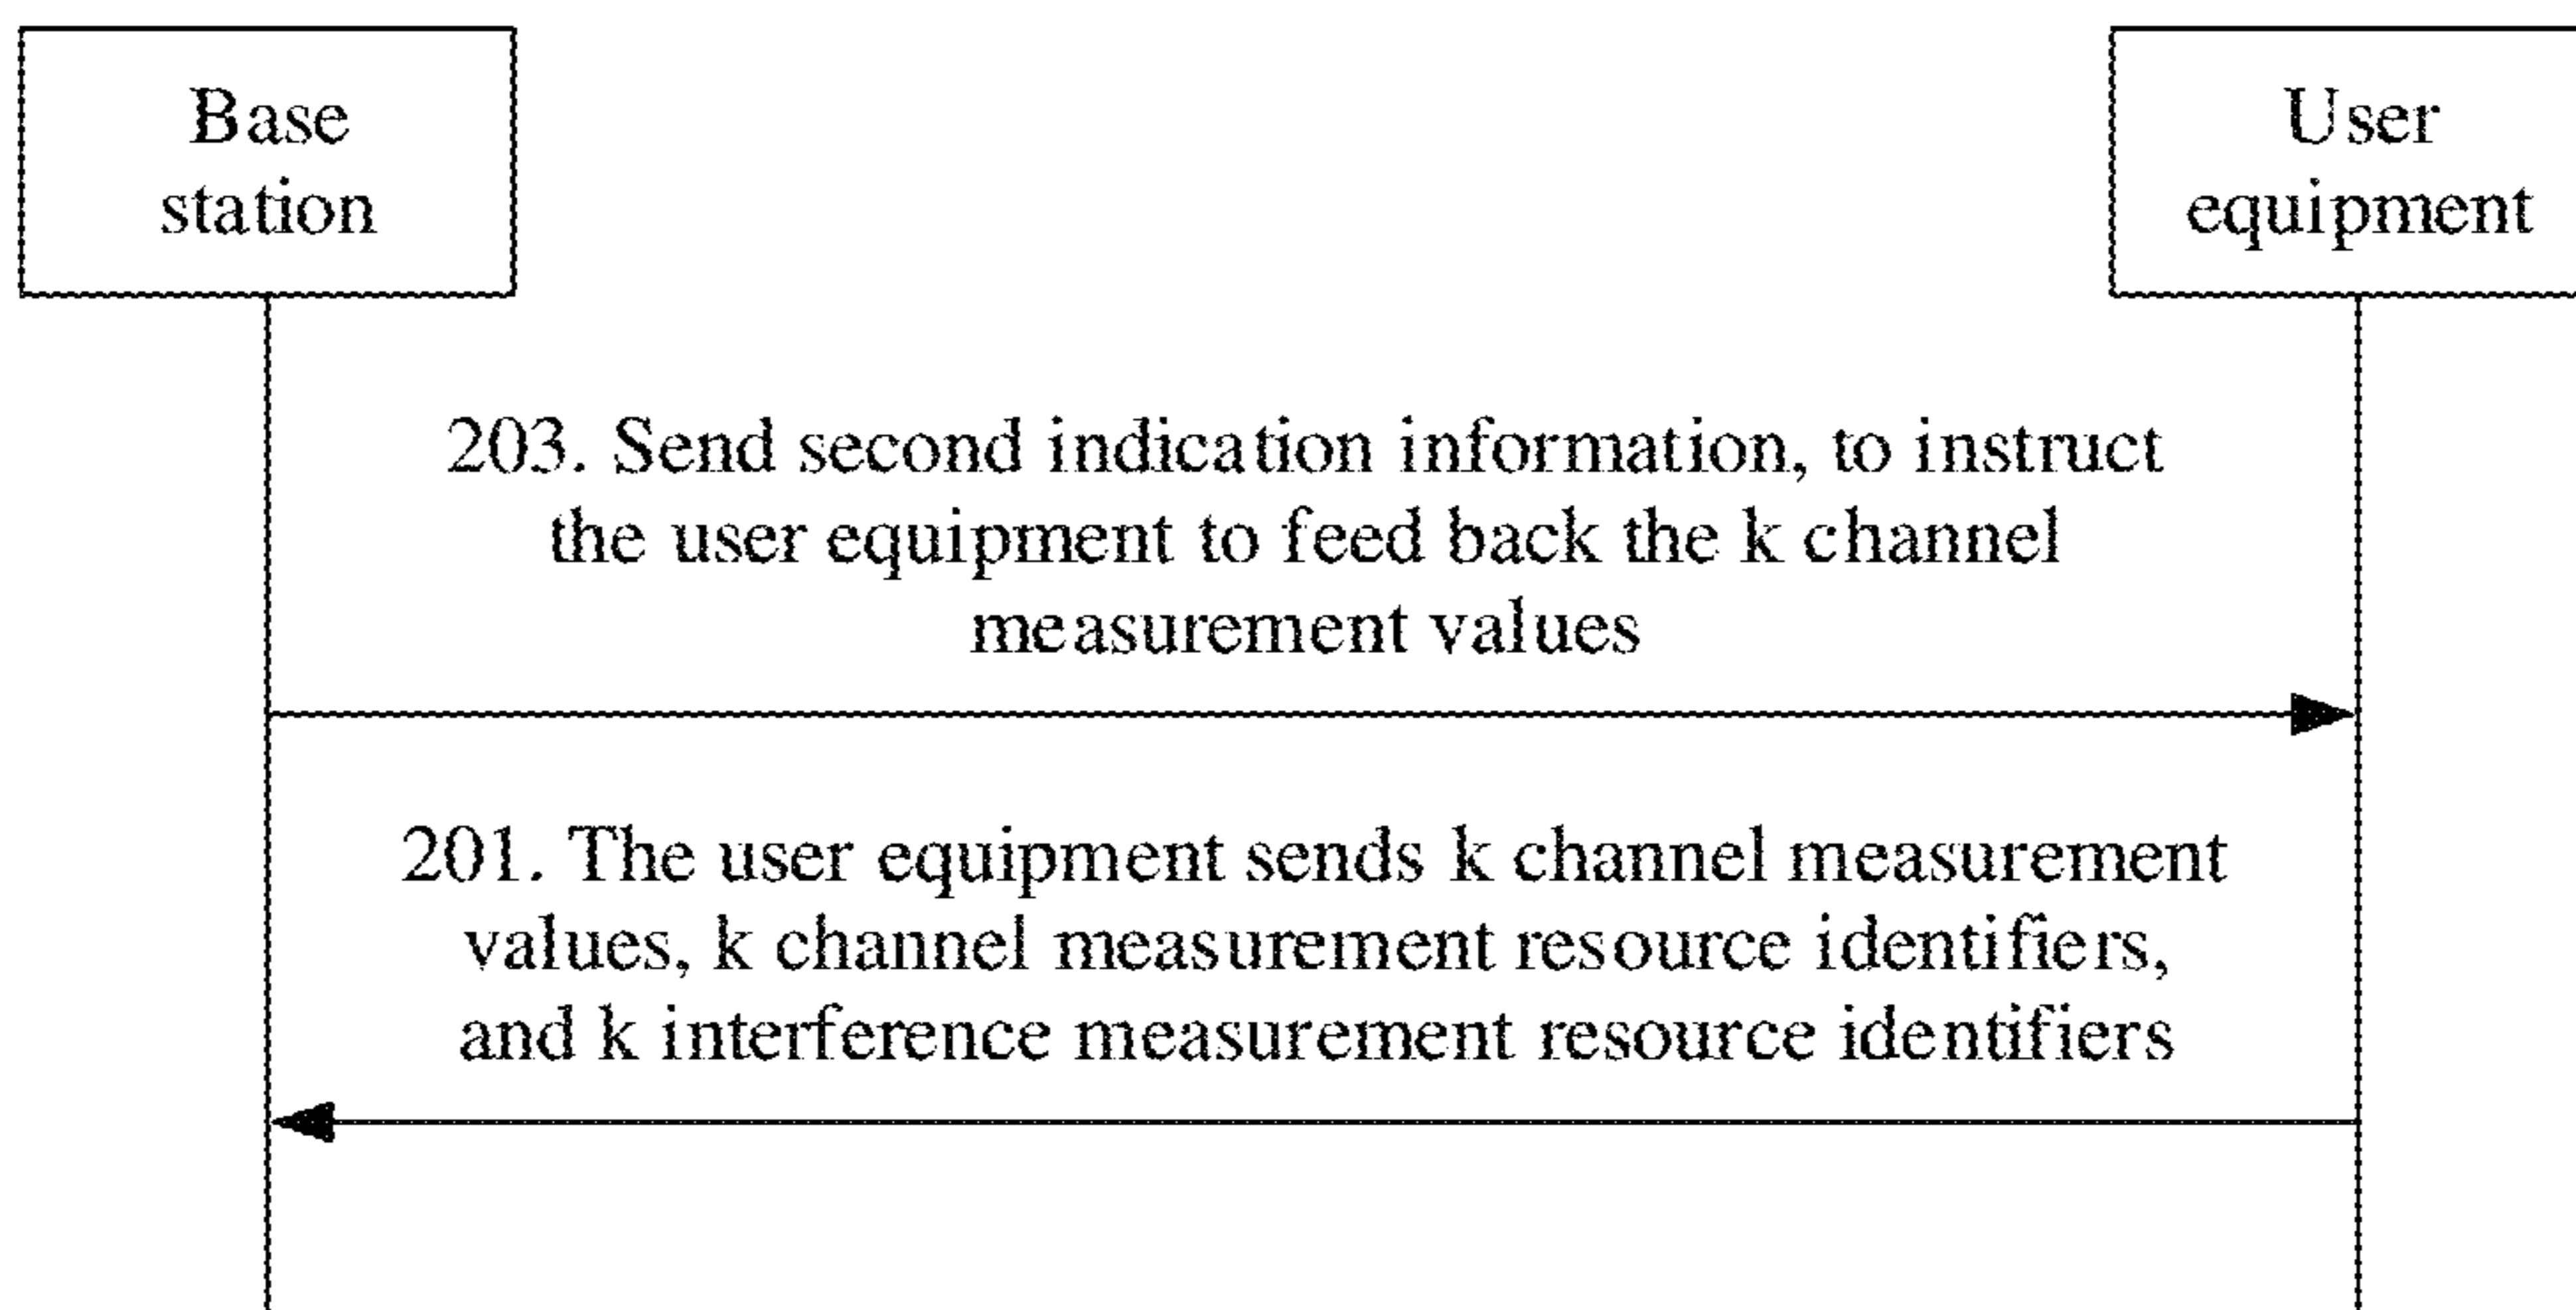 Base
station
User
equipment
203. Send second indication information, to instruct
the user equipment to feed back the k channel
measurement values
201. The user equipment sends k channel measurement
values, k channel measurement resource identifiers,
and k interference measurement resource identifiers